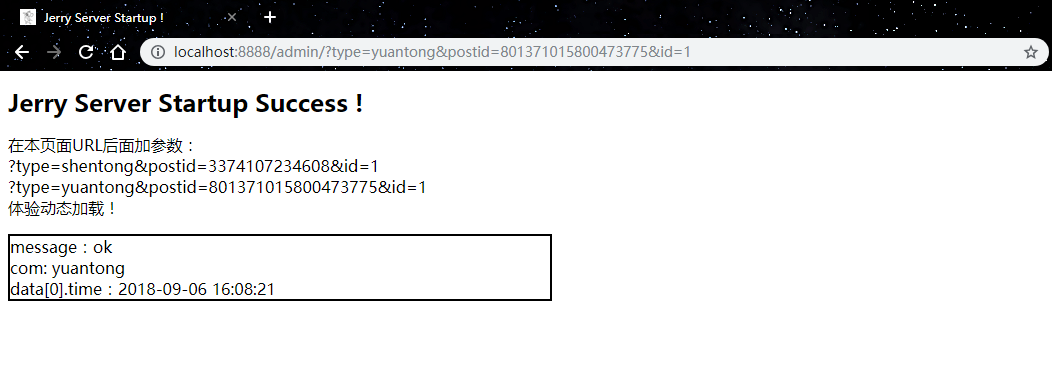 Jerry Server Startup !
localhost:8888/admin/?type=yuantong&postid=801371015800473775&id=1
Jerry Server Startup Success !
在本页面URL后面加参数：
?type=shentong&postid=3374107234608&id=1
?type=yuantong&postid=801371015800473775&id=1
体验动态加载！
message：ok
com: yuantong
data[0].time：2018-09-06 16:08:21